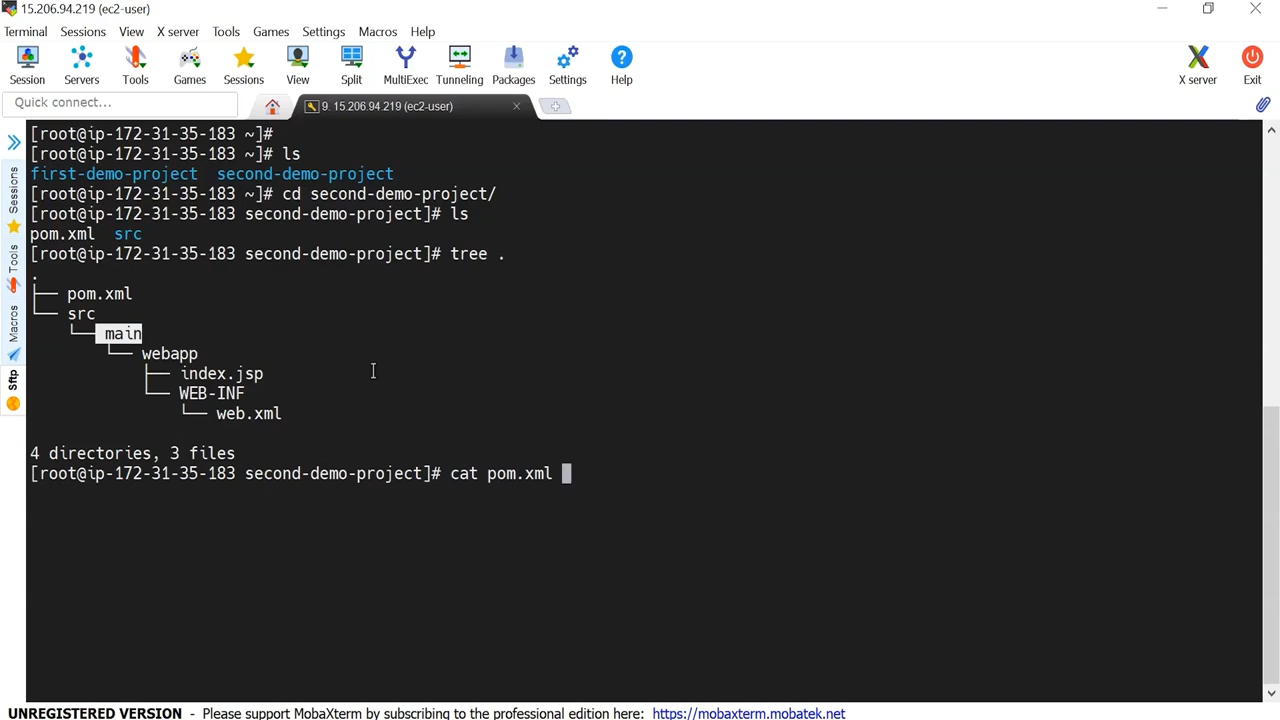 15.206.94.219 (ec2-user)
Terminal Sessions View X server Tools Games Settings Macros Help
Session Servers Tools Games Sessions View Split MultiExec Tunneling Packages Settings Help X server Exit
Quick connect...
9. 15.206.94.219 (ec2-user)
Sessions
Tools
Macros
Sftp
[root@ip-172-31-35-183 ~]#
[root@ip-172-31-35-183 ~]# ls
first-demo-project  second-demo-project
[root@ip-172-31-35-183 ~]# cd second-demo-project/
[root@ip-172-31-35-183 second-demo-project]# ls
pom.xml  src
[root@ip-172-31-35-183 second-demo-project]# tree .
.
├── pom.xml
└── src
    └── main
        └── webapp
            ├── index.jsp
            └── WEB-INF
                └── web.xml
4 directories, 3 files
[root@ip-172-31-35-183 second-demo-project]# cat pom.xml
UNREGISTERED VERSION - Please support MobaXterm by subscribing to the professional edition here: https://mobaxterm.mobatek.net